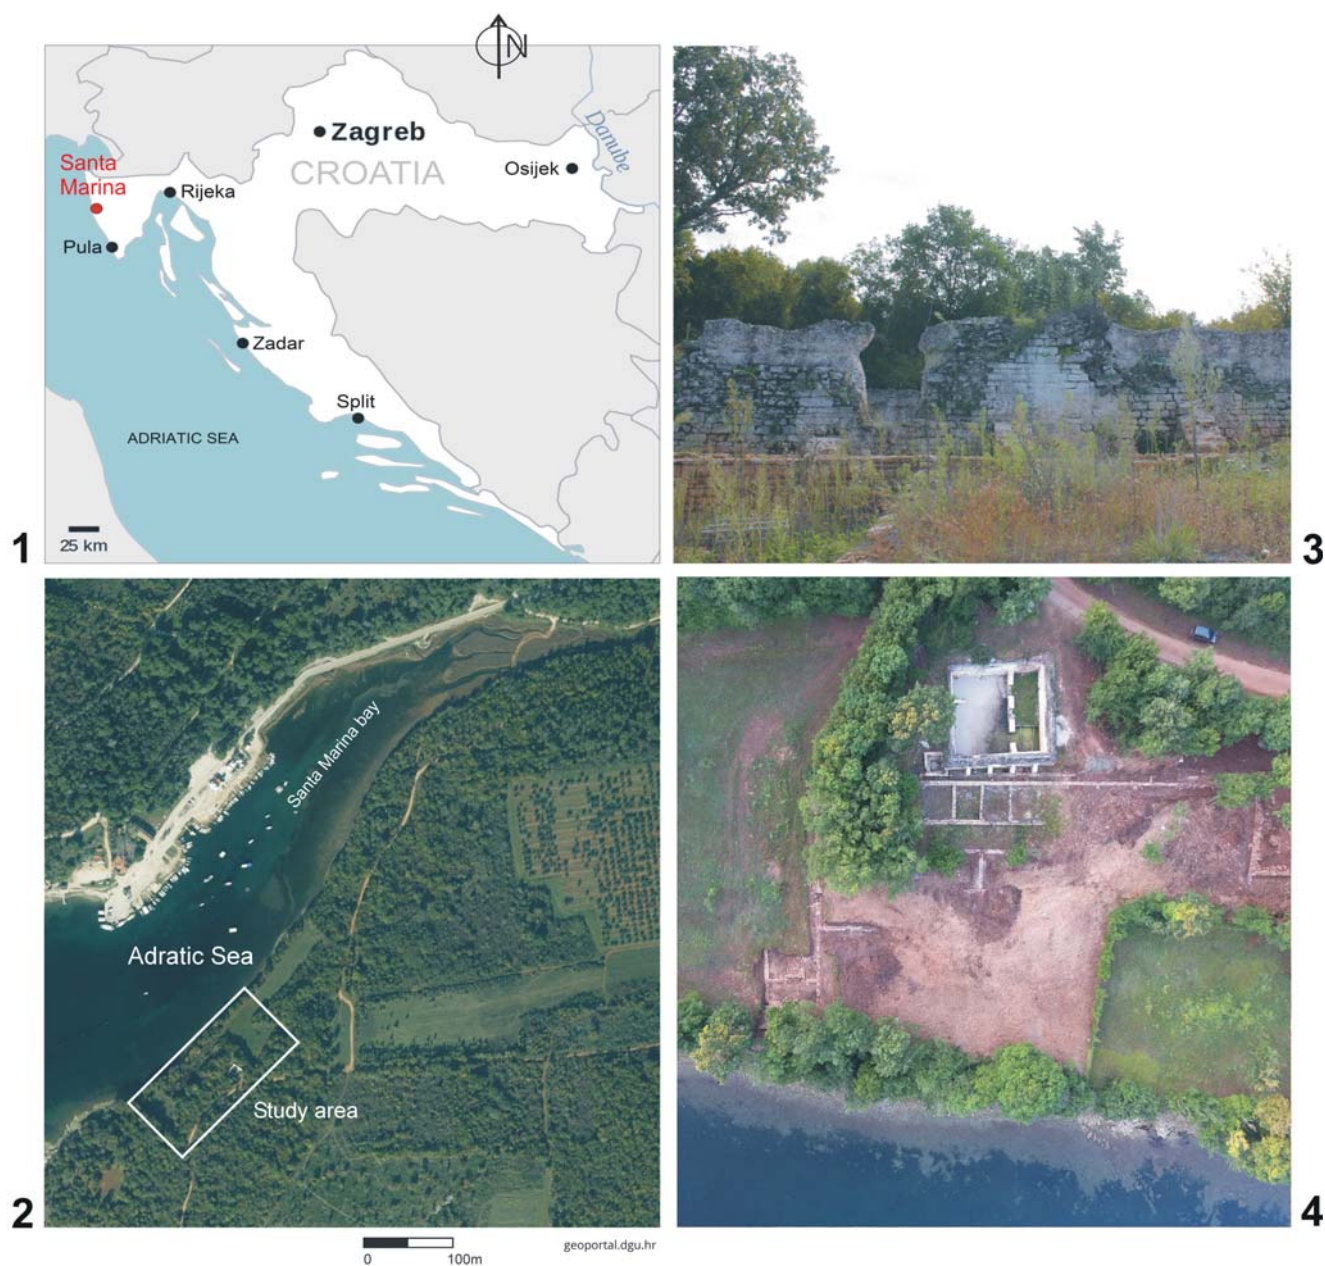 N
Zagreb
CROATIA
Danube
Osijek
Santa
Marina
Rijeka
Pula
Zadar
Split
ADRIATIC SEA
25 km
1
3
Santa Marina bay
Adratic Sea
Study area
2
4
0 100m
geoportal.dgu.hr